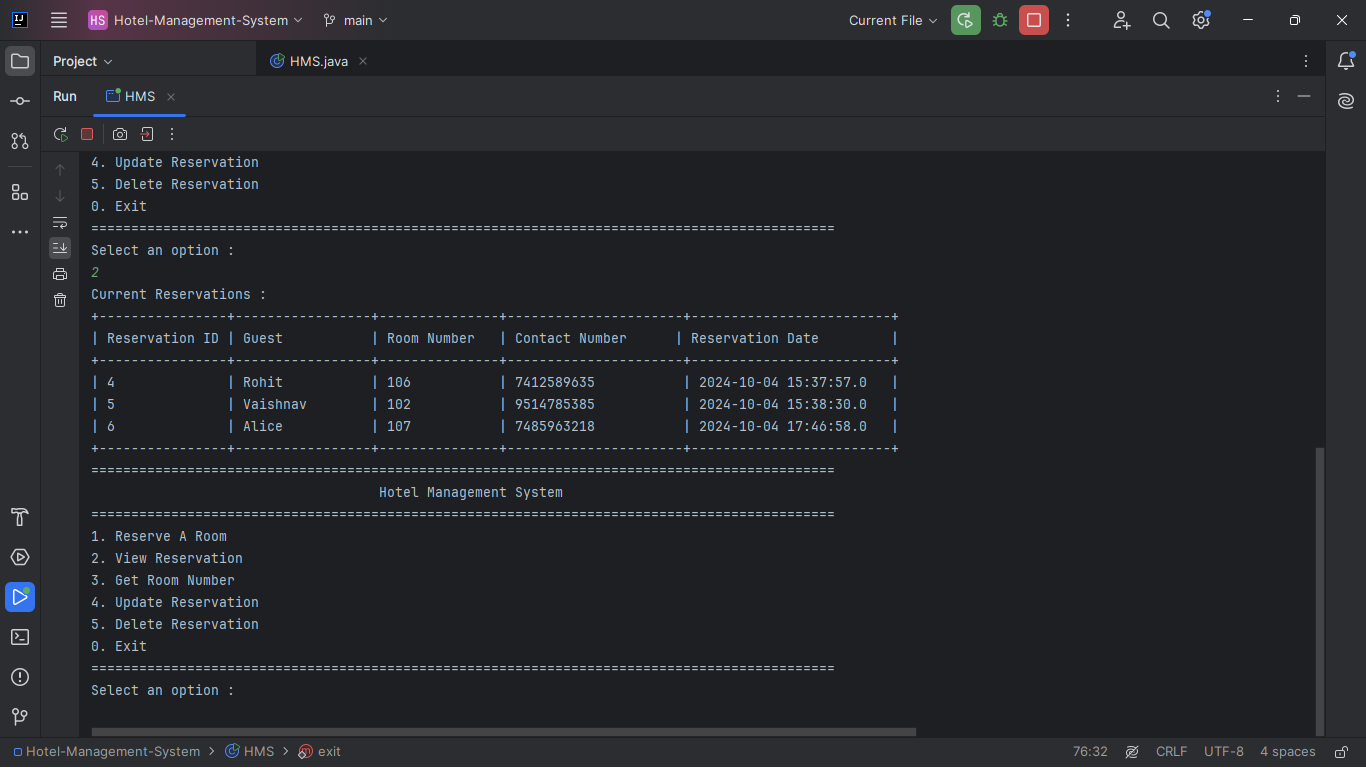 HS Hotel-Management-System main Current File
Project HMS.java
Run HMS
4. Update Reservation
5. Delete Reservation
0. Exit
=============================================================================================
Select an option :
2
Current Reservations :
+----------------+-----------------+---------------+----------------------+-------------------------+
| Reservation ID | Guest           | Room Number   | Contact Number      | Reservation Date         |
+----------------+-----------------+---------------+----------------------+-------------------------+
| 4              | Rohit           | 106           | 7412589635           | 2024-10-04 15:37:57.0   |
| 5              | Vaishnav        | 102           | 9514785385           | 2024-10-04 15:38:30.0   |
| 6              | Alice           | 107           | 7485963218           | 2024-10-04 17:46:58.0   |
+----------------+-----------------+---------------+----------------------+-------------------------+
=============================================================================================
Hotel Management System
=============================================================================================
1. Reserve A Room
2. View Reservation
3. Get Room Number
4. Update Reservation
5. Delete Reservation
0. Exit
=============================================================================================
Select an option :
Hotel-Management-System > HMS > exit 76:32 CRLF UTF-8 4 spaces